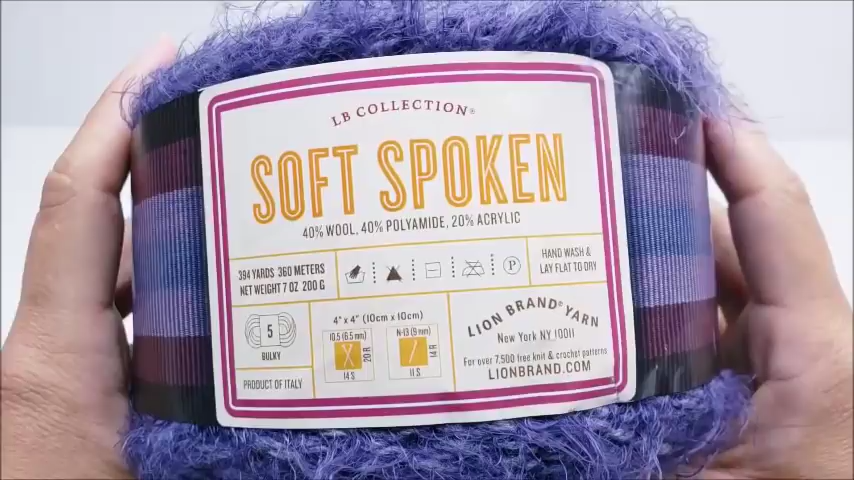 LB COLLECTION®
SOFT SPOKEN
40% WOOL, 40% POLYAMIDE, 20% ACRYLIC
394 YARDS 360 METERS
NET WEIGHT 7 OZ 200 G
P
HAND WASH &
LAY FLAT TO DRY
5
BULKY
PRODUCT OF ITALY
4" x 4" (10cm x 10cm)
10.5 (6.5 mm)
20 R
14 S
N-13 (9 mm)
14 R
11 S
LION BRAND® YARN
New York NY 10011
For over 7,500 free knit & crochet patterns
LIONBRAND.COM